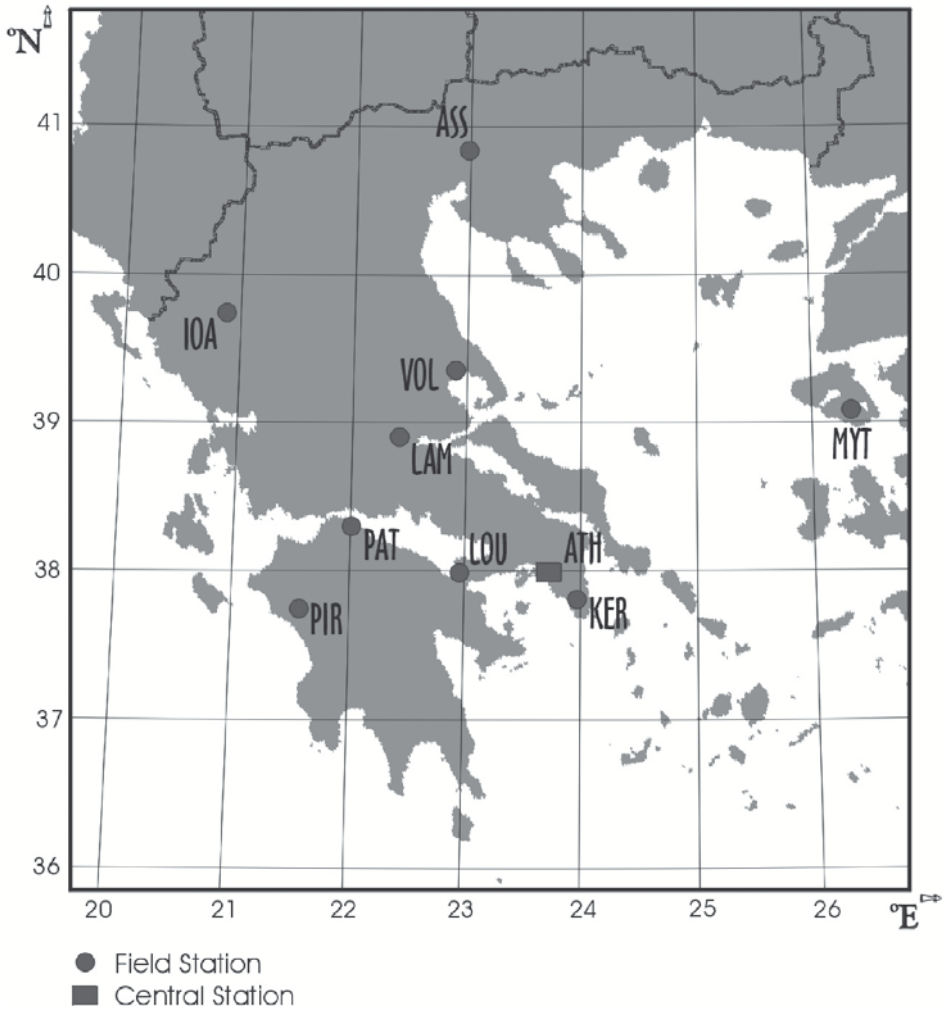 °N
41
ASS
40
IOA
VOL
39
MYT
LAM
PAT
LOU
ATH
38
KER
PIR
37
36
20 21 22 23 24 25 26 °E
Field Station
Central Station